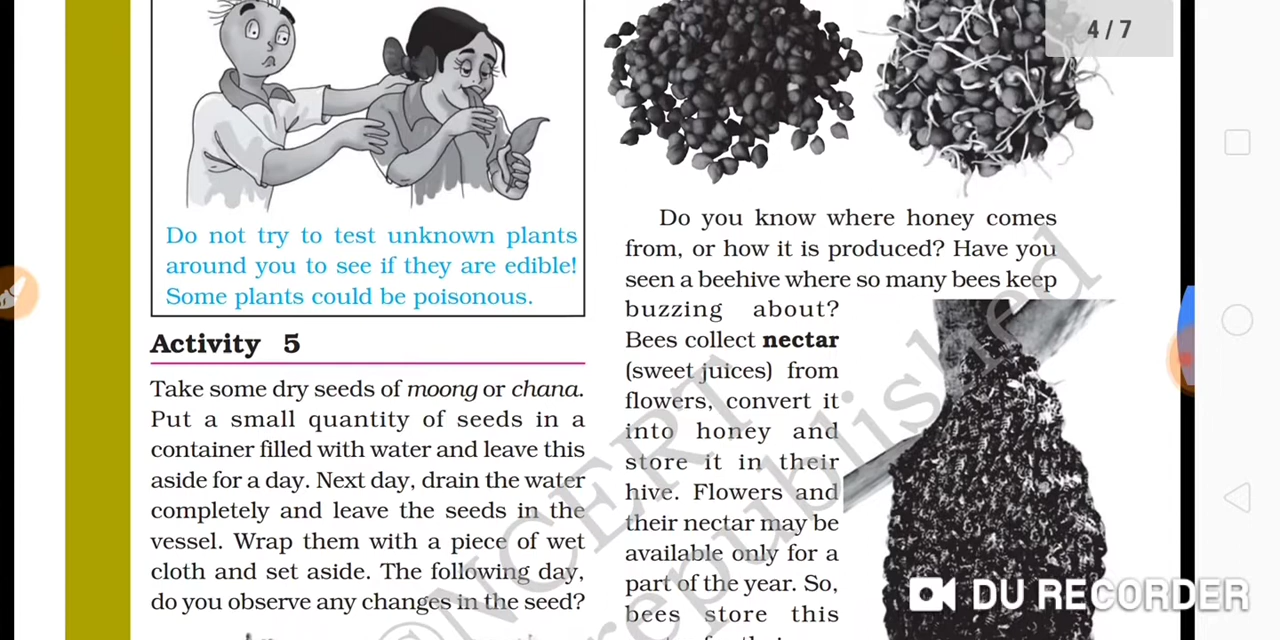 4 / 7
Do not try to test unknown plants
around you to see if they are edible!
Some plants could be poisonous.
Activity 5
Take some dry seeds of moong or chana.
Put a small quantity of seeds in a
container filled with water and leave this
aside for a day. Next day, drain the water
completely and leave the seeds in the
vessel. Wrap them with a piece of wet
cloth and set aside. The following day,
do you observe any changes in the seed?
Do you know where honey comes
from, or how it is produced? Have you
seen a beehive where so many bees keep
buzzing about?
Bees collect nectar
(sweet juices) from
flowers, convert it
into honey and
store it in their
hive. Flowers and
their nectar may be
available only for a
part of the year. So,
bees store this
©NCERT
republished
DU RECORDER